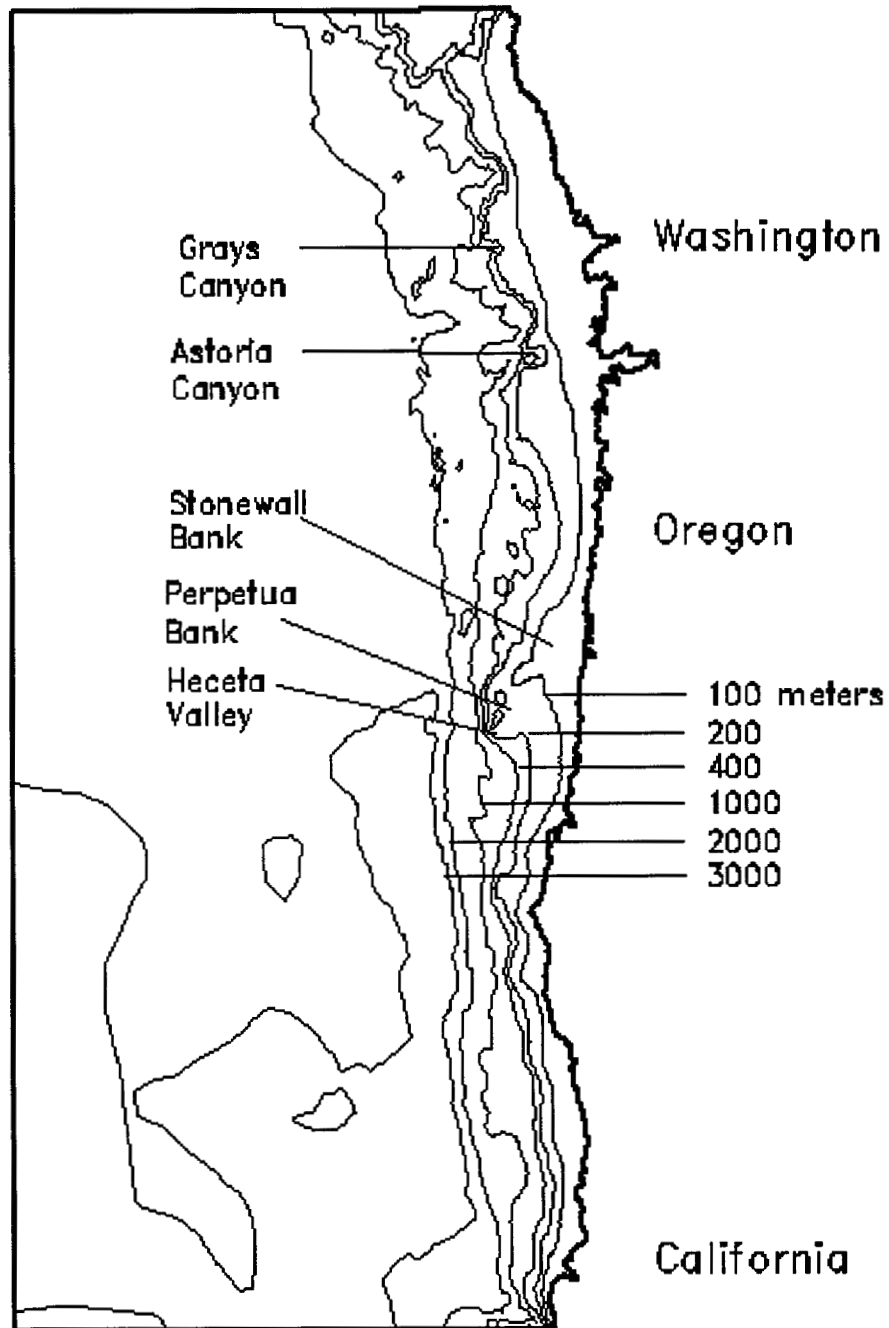 Grays
Canyon
Washington
Astoria
Canyon
Stonewall
Bank
Oregon
Perpetua
Bank
Heceta
Valley
100 meters
200
400
1000
2000
3000
California